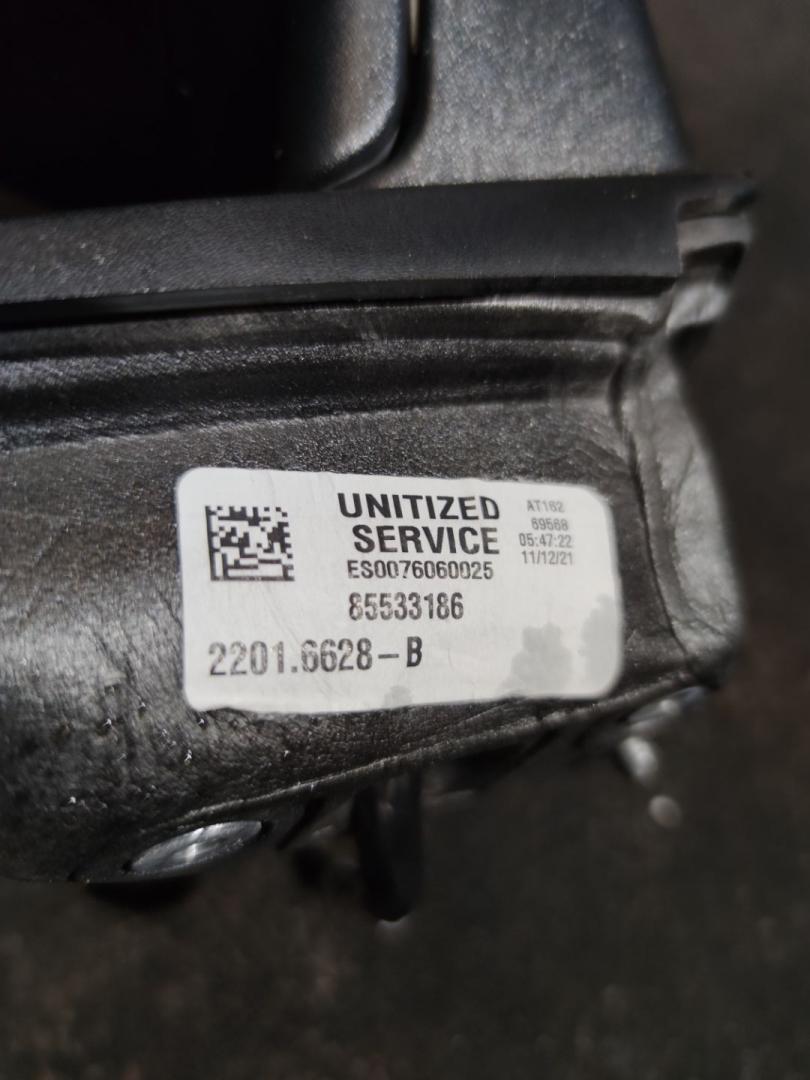 UNITIZED
SERVICE
ES0076060025
85533186
2201.6628-B
AT162
69568
05:47:22
11/12/21